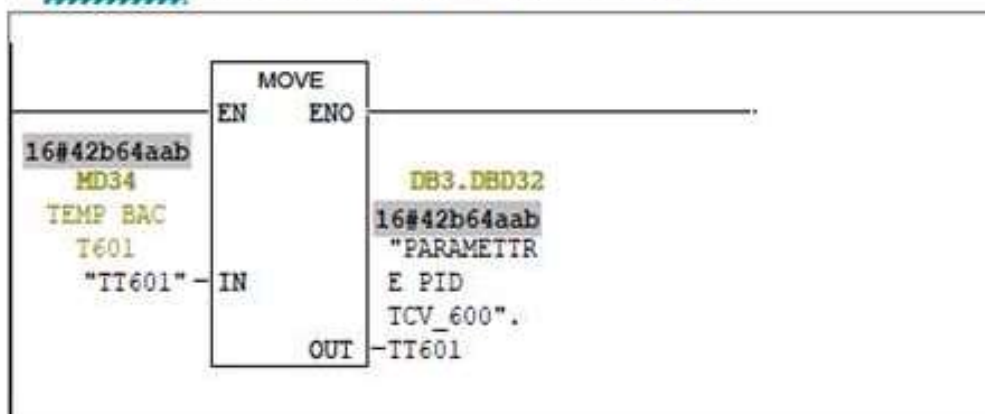 MOVE
EN ENO
16#42b64aab
MD34
TEMP BAC
T601
"TT601"
IN
DB3.DBD32
16#42b64aab
"PARAMETTR
E PID
TCV_600".
OUT
TT601